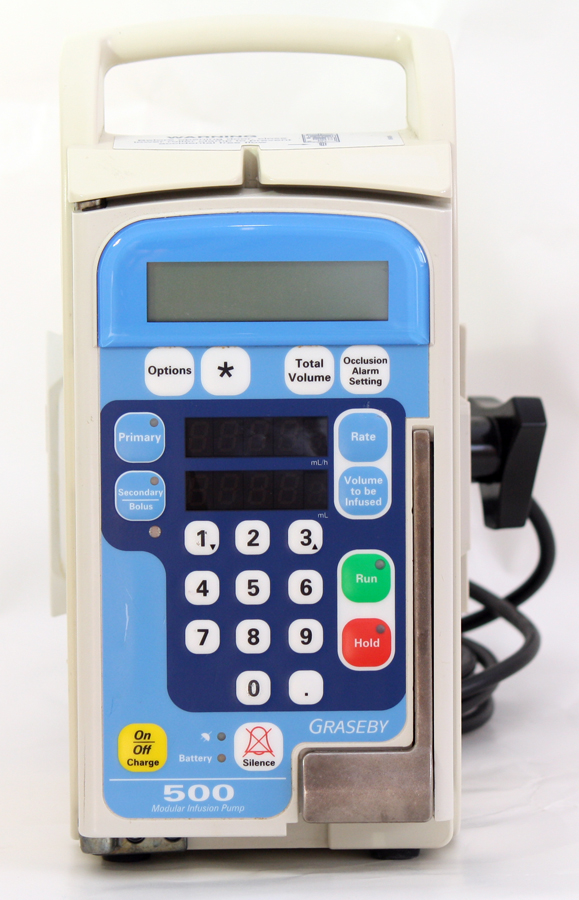 WARNING
Options
*
Total
Volume
Occlusion
Alarm
Setting
Primary
Rate
mL/h
Secondary
Bolus
Volume
to be
Infused
mL
1 2 3
4 5 6
Run
7 8 9
Hold
0 .
GRASEBY
On
Off
Charge
Battery
Silence
500
Modular Infusion Pump